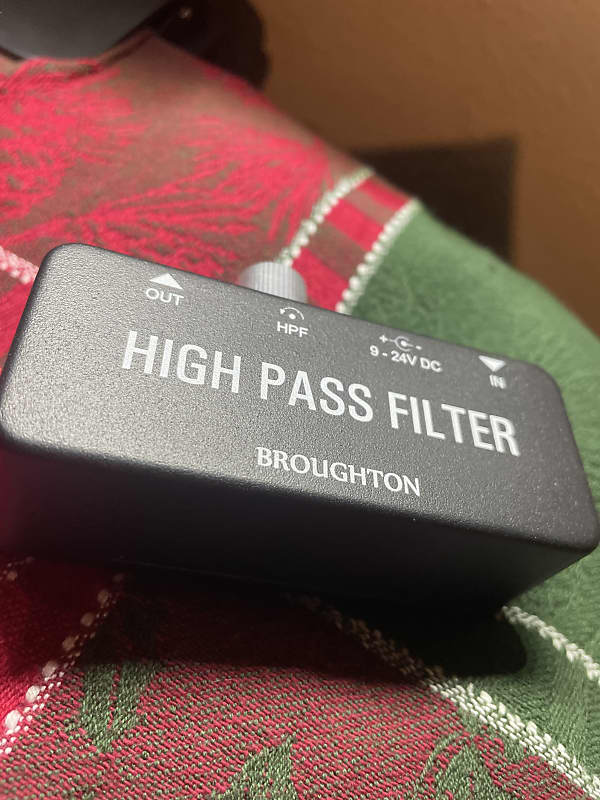 OUT
HPF
9 - 24V DC
IN
HIGH PASS FILTER
BROUGHTON